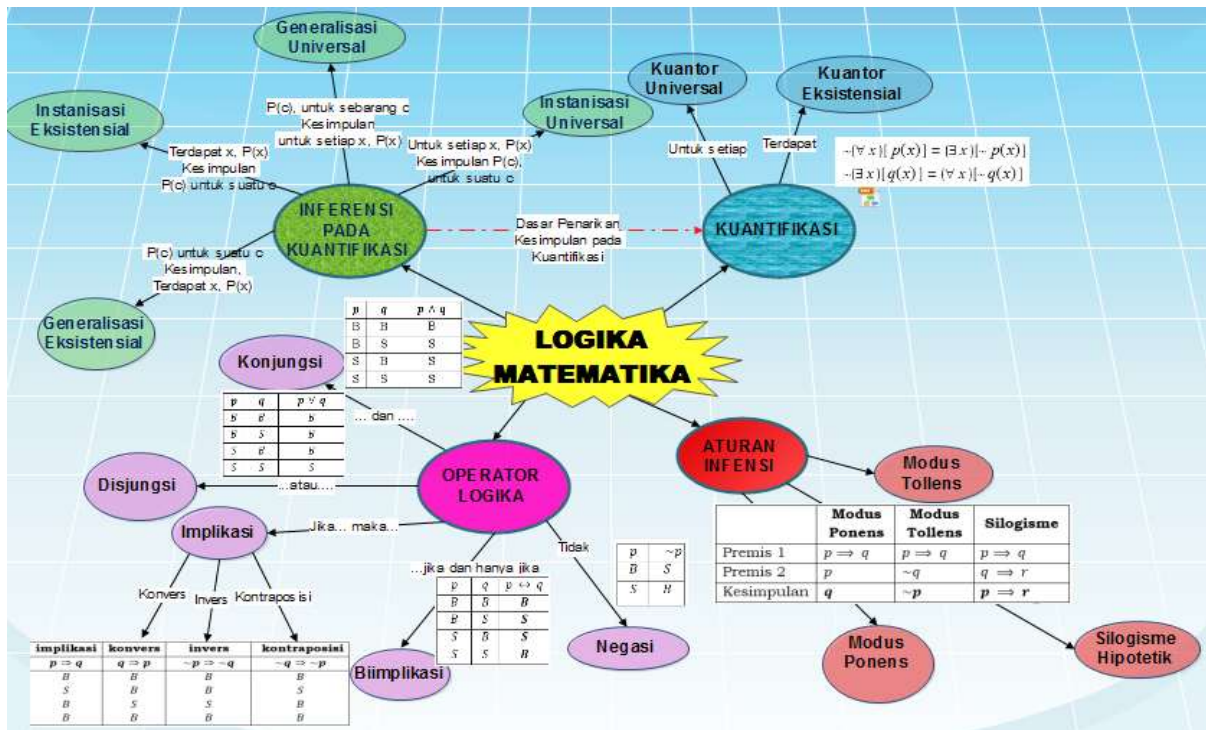 Generalisasi
Universal
Kuantor
Universal
Kuantor
Eksistensial
Instanisasi
Eksistensial
P(c), untuk sebarang c
Kesimpulan
untuk setiap x, P(x)
Instanisasi
Universal
Terdapat x, P(x)
Kesimpulan
P(c) untuk suatu c
Untuk setiap x, P(x)
Kesimpulan P(c),
untuk suatu c
Untuk setiap
Terdapat
~(∀x)[p(x)] = (∃x)[~p(x)]
~(∃x)[q(x)] = (∀x)[~q(x)]
INFERENSI
PADA
KUANTIFIKASI
Dasar Penarikan
Kesimpulan pada
Kuantifikasi
KUANTIFIKASI
P(c) untuk suatu c
Kesimpulan,
Terdapat x, P(x)
Generalisasi
Eksistensial
LOGIKA
MATEMATIKA
Konjungsi
p q p ∧ q
B B B
B S S
S B S
S S S
... dan ....
p q p ∨ q
B B B
B S B
S B B
S S S
Disjungsi
...atau....
OPERATOR
LOGIKA
ATURAN
INFENSI
Modus
Tollens
Implikasi
Jika... maka...
Konvers
Invers
Kontraposisi
implikasi konvers invers kontraposisi
p ⇒ q q ⇒ p ~p ⇒ ~q ~q ⇒ ~p
B B B B
S B B S
B S S B
B B B B
...jika dan hanya jika
p q p ↔ q
B B B
B S S
S B S
S S B
Biimplikasi
Tidak
p ~p
B S
S B
Negasi
Modus Ponens Modus Tollens Silogisme
Premis 1 p ⇒ q p ⇒ q p ⇒ q
Premis 2 p ~q q ⇒ r
Kesimpulan q ~p p ⇒ r
Modus
Ponens
Silogisme
Hipotetik